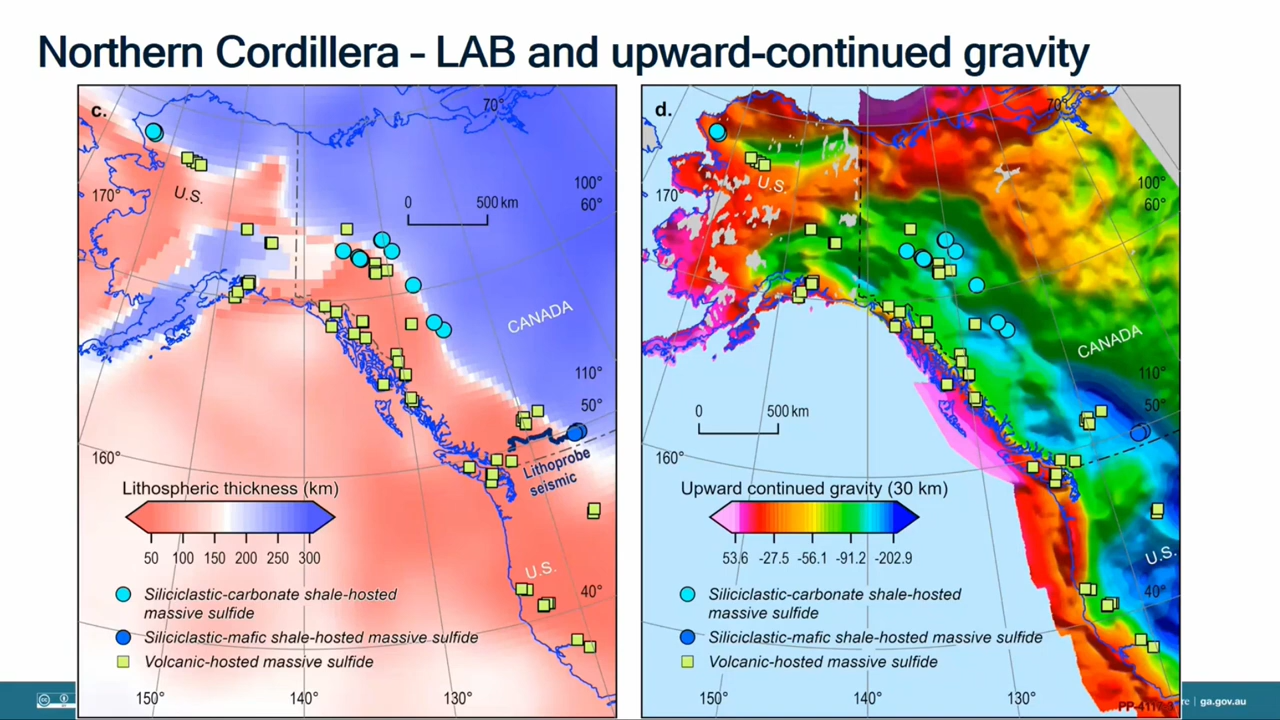 Northern Cordillera – LAB and upward-continued gravity
c.
70°
170°
U.S.
100°
60°
0 500 km
CANADA
110°
50°
160°
Lithoprobe
seismic
Lithospheric thickness (km)
50 100 150 200 250 300
U.S.
40°
Siliciclastic-carbonate shale-hosted
massive sulfide
Siliciclastic-mafic shale-hosted massive sulfide
Volcanic-hosted massive sulfide
150° 140° 130°
d.
70°
170°
U.S.
100°
60°
CANADA
110°
0 500 km
50°
160°
Upward continued gravity (30 km)
53.6 -27.5 -56.1 -91.2 -202.9
U.S.
40°
Siliciclastic-carbonate shale-hosted
massive sulfide
Siliciclastic-mafic shale-hosted massive sulfide
Volcanic-hosted massive sulfide
150° 140° 130°
ga.gov.au